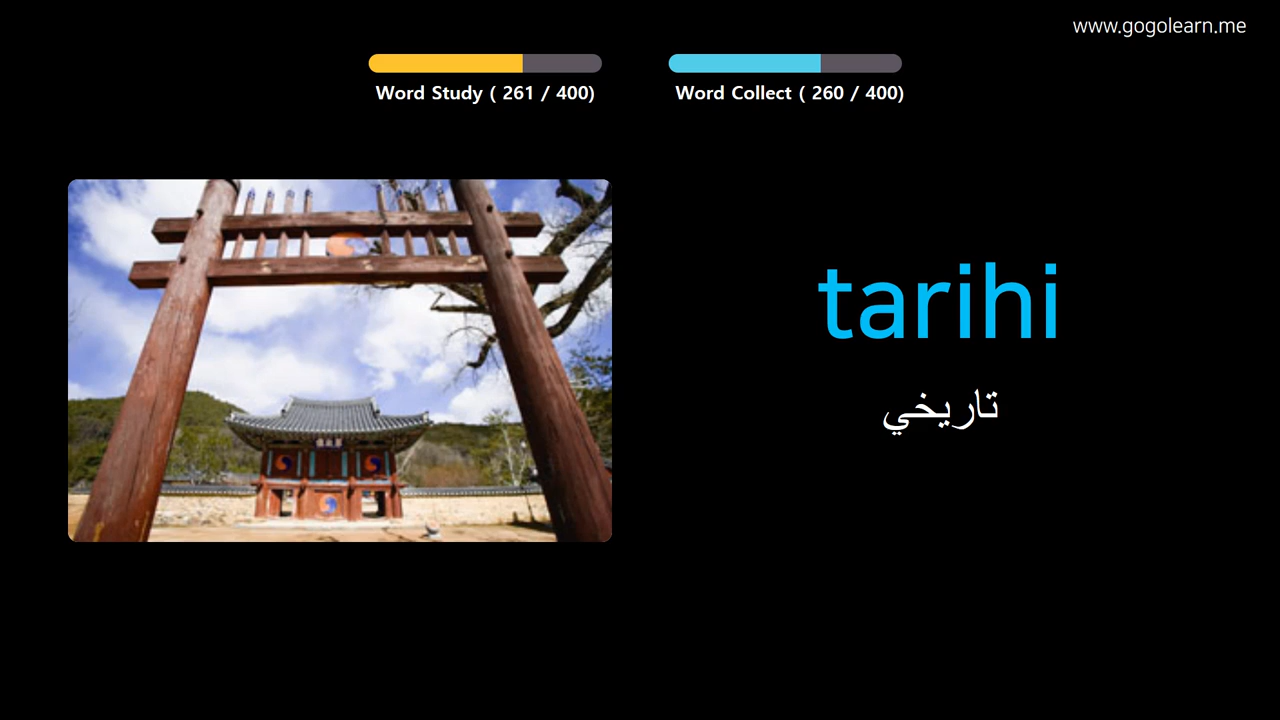 www.gogolearn.me
Word Study ( 261 / 400)
Word Collect ( 260 / 400)
tarihi
تاريخي